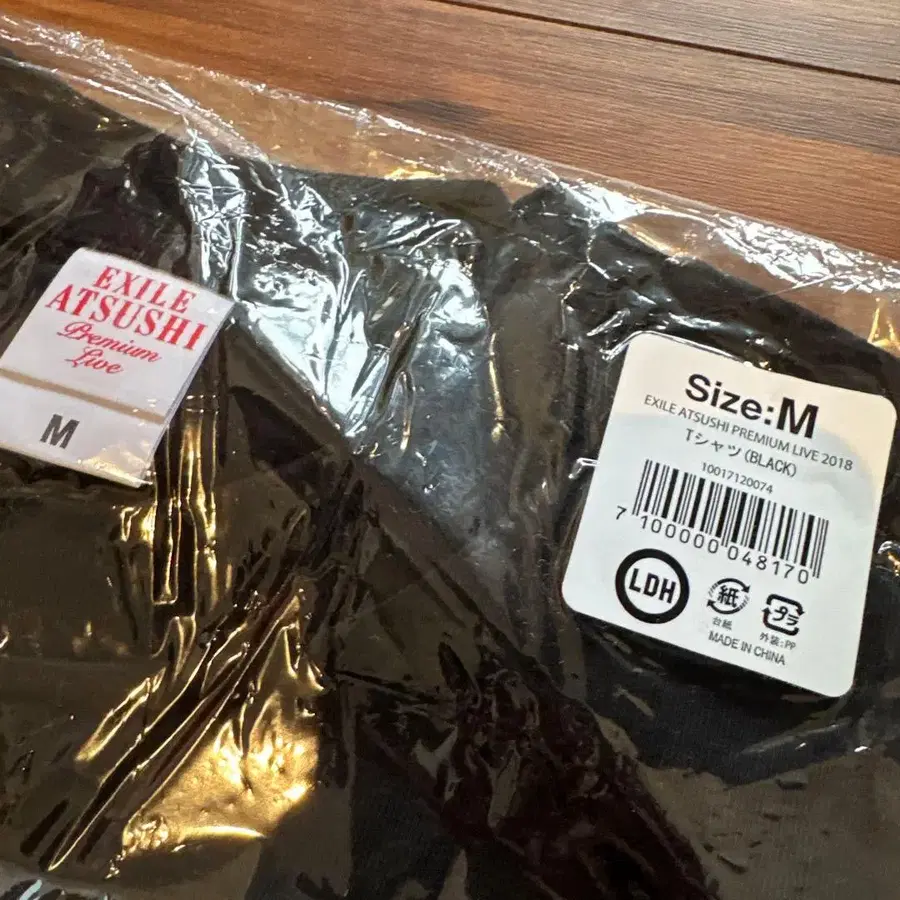 EXILE
ATSUSHI
Premium
Live
M
Size:M
EXILE ATSUSHI PREMIUM LIVE 2018
Tシャツ(BLACK)
10017120074
7 100000 048170
LDH
紙
台紙
プラ
外装:PP
MADE IN CHINA